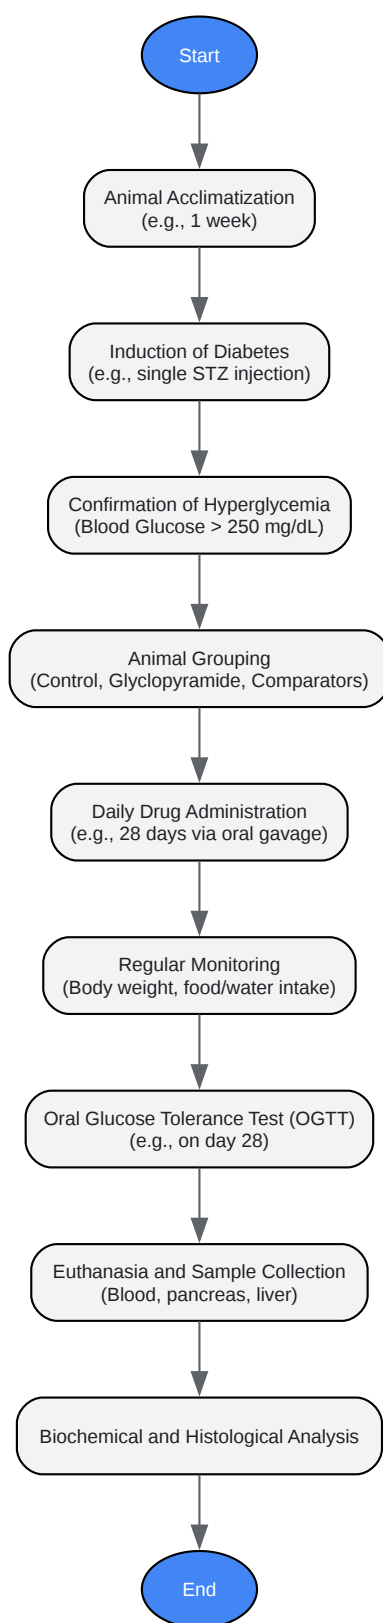 Start
Animal Acclimatization
(e.g., 1 week)
Induction of Diabetes
(e.g., single STZ injection)
Confirmation of Hyperglycemia
(Blood Glucose > 250 mg/dL)
Animal Grouping
(Control, Glyclopyramide, Comparators)
Daily Drug Administration
(e.g., 28 days via oral gavage)
Regular Monitoring
(Body weight, food/water intake)
Oral Glucose Tolerance Test (OGTT)
(e.g., on day 28)
Euthanasia and Sample Collection
(Blood, pancreas, liver)
Biochemical and Histological Analysis
End